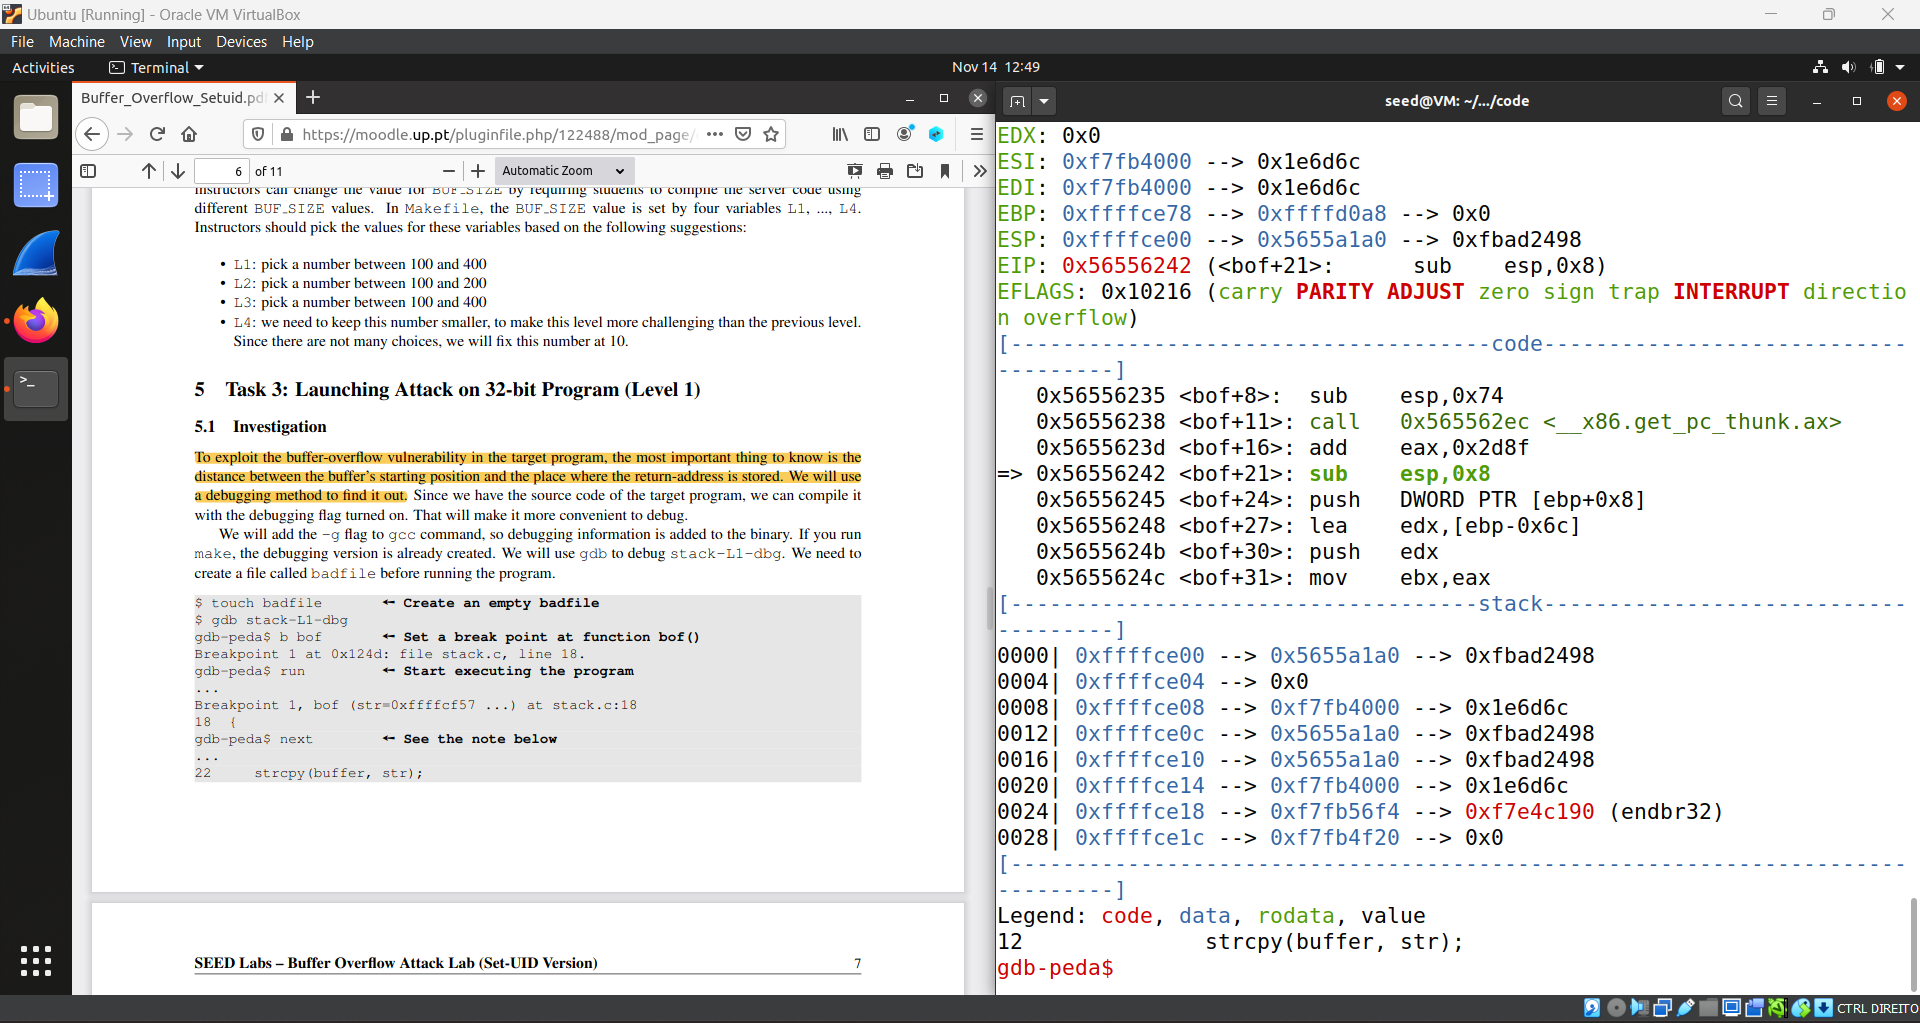 Ubuntu [Running] - Oracle VM VirtualBox
File Machine View Input Devices Help
Activities Terminal Nov 14 12:49
Buffer_Overflow_Setuid.pd
https://moodle.up.pt/pluginfile.php/122488/mod_page/
6 of 11 Automatic Zoom
instructors can change the value for BUF_SIZE by requiring students to compile the server code using
different BUF_SIZE values. In Makefile, the BUF_SIZE value is set by four variables L1, ..., L4.
Instructors should pick the values for these variables based on the following suggestions:
• L1: pick a number between 100 and 400
• L2: pick a number between 100 and 200
• L3: pick a number between 100 and 400
• L4: we need to keep this number smaller, to make this level more challenging than the previous level.
Since there are not many choices, we will fix this number at 10.
5 Task 3: Launching Attack on 32-bit Program (Level 1)
5.1 Investigation
To exploit the buffer-overflow vulnerability in the target program, the most important thing to know is the
distance between the buffer's starting position and the place where the return-address is stored. We will use
a debugging method to find it out. Since we have the source code of the target program, we can compile it
with the debugging flag turned on. That will make it more convenient to debug.
We will add the -g flag to gcc command, so debugging information is added to the binary. If you run
make, the debugging version is already created. We will use gdb to debug stack-L1-dbg. We need to
create a file called badfile before running the program.
$ touch badfile ← Create an empty badfile
$ gdb stack-L1-dbg
gdb-peda$ b bof ← Set a break point at function bof()
Breakpoint 1 at 0x124d: file stack.c, line 18.
gdb-peda$ run ← Start executing the program
...
Breakpoint 1, bof (str=0xffffcf57 ...) at stack.c:18
18 {
gdb-peda$ next ← See the note below
...
22 strcpy(buffer, str);
SEED Labs – Buffer Overflow Attack Lab (Set-UID Version) 7
seed@VM: ~/.../code
EDX: 0x0
ESI: 0xf7fb4000 --> 0x1e6d6c
EDI: 0xf7fb4000 --> 0x1e6d6c
EBP: 0xffffce78 --> 0xffffd0a8 --> 0x0
ESP: 0xffffce00 --> 0x5655a1a0 --> 0xfbad2498
EIP: 0x56556242 (<bof+21>: sub esp,0x8)
EFLAGS: 0x10216 (carry PARITY ADJUST zero sign trap INTERRUPT directio
n overflow)
[-------------------------------------code----------------------------
---------]
0x56556235 <bof+8>: sub esp,0x74
0x56556238 <bof+11>: call 0x565562ec <__x86.get_pc_thunk.ax>
0x5655623d <bof+16>: add eax,0x2d8f
=> 0x56556242 <bof+21>: sub esp,0x8
0x56556245 <bof+24>: push DWORD PTR [ebp+0x8]
0x56556248 <bof+27>: lea edx,[ebp-0x6c]
0x5655624b <bof+30>: push edx
0x5655624c <bof+31>: mov ebx,eax
[------------------------------------stack----------------------------
---------]
0000| 0xffffce00 --> 0x5655a1a0 --> 0xfbad2498
0004| 0xffffce04 --> 0x0
0008| 0xffffce08 --> 0xf7fb4000 --> 0x1e6d6c
0012| 0xffffce0c --> 0x5655a1a0 --> 0xfbad2498
0016| 0xffffce10 --> 0x5655a1a0 --> 0xfbad2498
0020| 0xffffce14 --> 0xf7fb4000 --> 0x1e6d6c
0024| 0xffffce18 --> 0xf7fb56f4 --> 0xf7e4c190 (endbr32)
0028| 0xffffce1c --> 0xf7fb4f20 --> 0x0
[---------------------------------------------------------------------
---------]
Legend: code, data, rodata, value
12 strcpy(buffer, str);
gdb-peda$
CTRL DIREITO